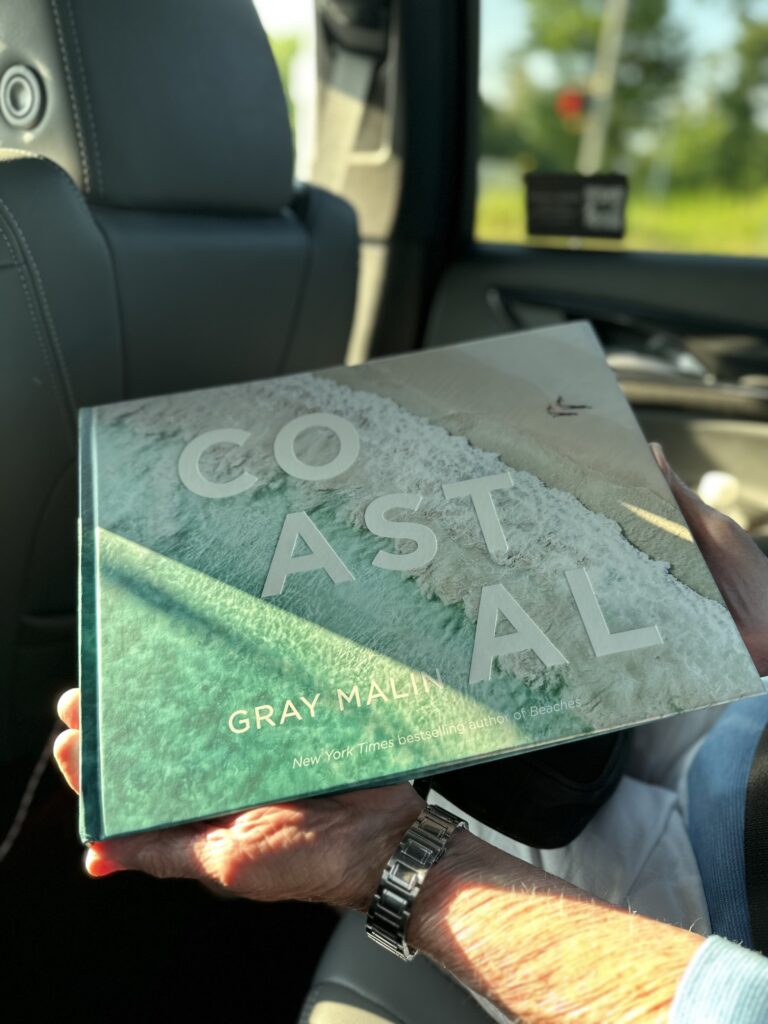 CO
AST
AL
GRAY MALIN
New York Times bestselling author of Beaches